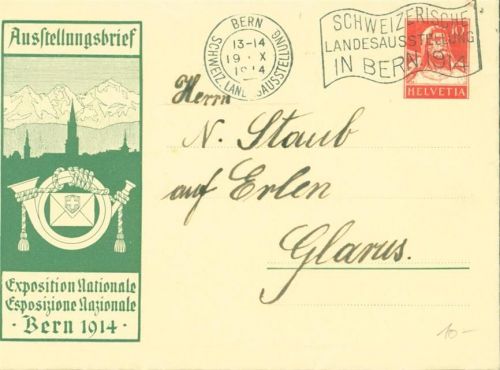 Ausstellungsbrief
BERN
13-14
19 X
1914
SCHWEIZ. LANDESAUSSTELLUNG
SCHWEIZERISCHE
LANDESAUSSTELLUNG
IN BERN 1914
10
HELVETIA
Herrn
N. Staub
auf Erlen
Glarus.
Exposition Nationale
Esposizione Nazionale
· Bern 1914 ·
10-